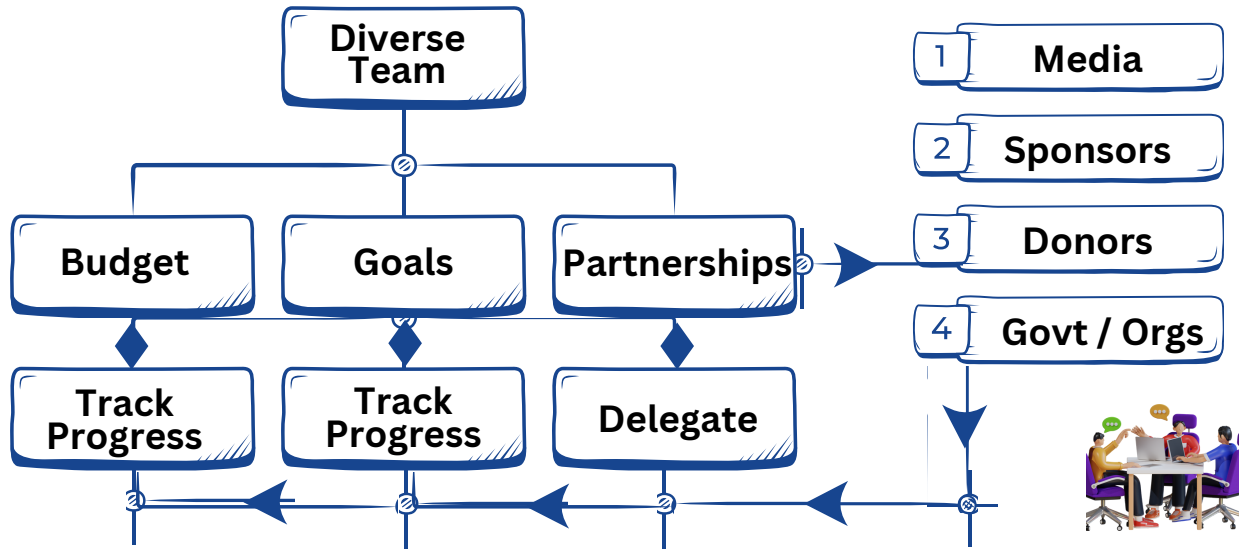 Diverse
Team
Budget
Goals
Partnerships
Track
Progress
Track
Progress
Delegate
1
Media
2
Sponsors
3
Donors
4
Govt / Orgs